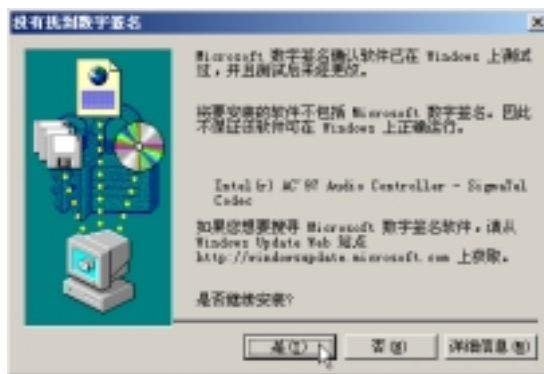 没有找到数字签名
Microsoft 数字签名确认软件已在 Windows 上测试
过，并且测试后未经更改。
将要安装的软件不包括 Microsoft 数字签名。因此
不保证该软件可在 Windows 上正确运行。
Intel(r) AC'97 Audio Controller - SigmaTel
Codec
如果您想要搜寻 Microsoft 数字签名软件，请从
Windows Update Web 站点
http://windowsupdate.microsoft.com 上获取。
是否继续安装?
是(Y) 否(N) 详细信息(M)